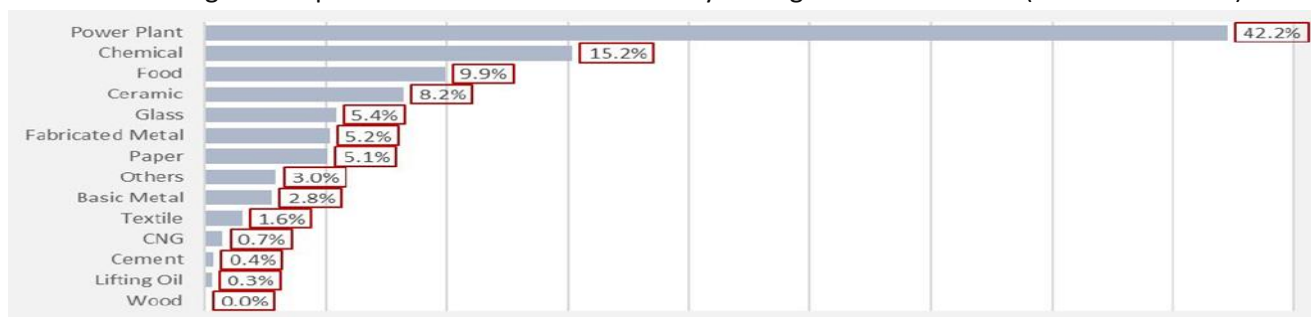 Power Plant 42.2%
Chemical 15.2%
Food 9.9%
Ceramic 8.2%
Glass 5.4%
Fabricated Metal 5.2%
Paper 5.1%
Others 3.0%
Basic Metal 2.8%
Textile 1.6%
CNG 0.7%
Cement 0.4%
Lifting Oil 0.3%
Wood 0.0%